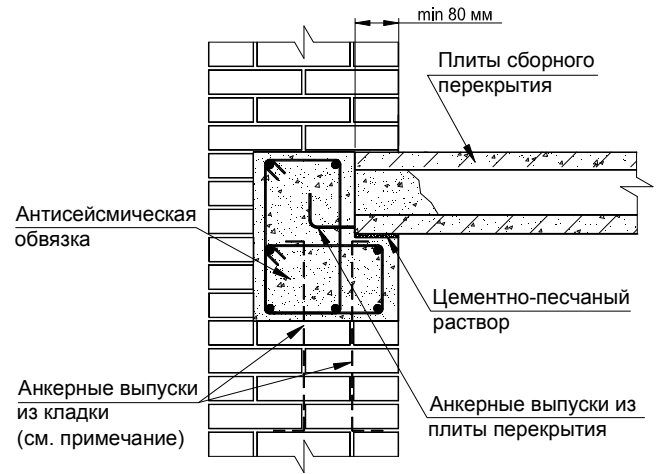 min 80 мм
Плиты сборного
перекрытия
Антисейсмическая
обвязка
Цементно-песчаный
раствор
Анкерные выпуски
из кладки
(см. примечание)
Анкерные выпуски из
плиты перекрытия